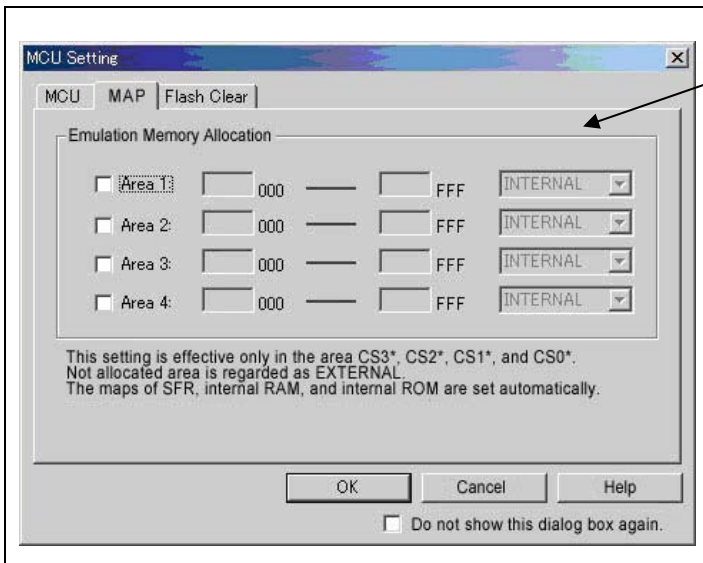 MCU Setting
MCU MAP Flash Clear
Emulation Memory Allocation
Area 1: 000 FFF INTERNAL
Area 2: 000 FFF INTERNAL
Area 3: 000 FFF INTERNAL
Area 4: 000 FFF INTERNAL
This setting is effective only in the area CS3*, CS2*, CS1*, and CS0*.
Not allocated area is regarded as EXTERNAL.
The maps of SFR, internal RAM, and internal ROM are set automatically.
OK Cancel Help
Do not show this dialog box again.